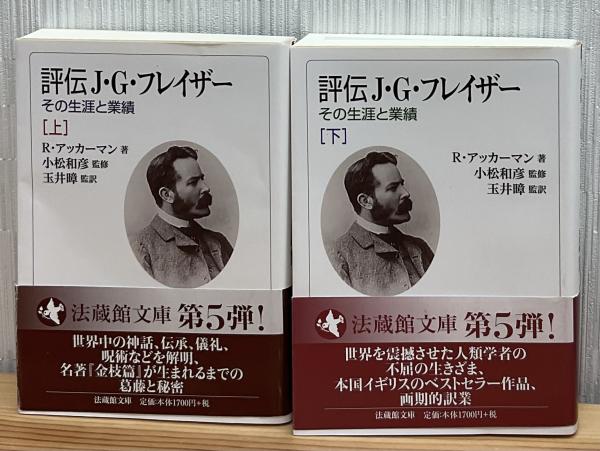 評伝J・G・フレイザー
その生涯と業績
[上]
R・アッカーマン 著
小松和彦 監修
玉井暲 監訳
法蔵館文庫 第5弾!
世界中の神話、伝承、儀礼、
呪術などを解明、
名著『金枝篇』が生まれるまでの
葛藤と秘密
法蔵館文庫 定価:本体1700円+税
評伝J・G・フレイザー
その生涯と業績
[下]
R・アッカーマン 著
小松和彦 監修
玉井暲 監訳
法蔵館文庫 第5弾!
世界を震撼させた人類学者の
不屈の生きざま、
本国イギリスのベストセラー作品、
画期的訳業
法蔵館文庫 定価:本体1700円+税